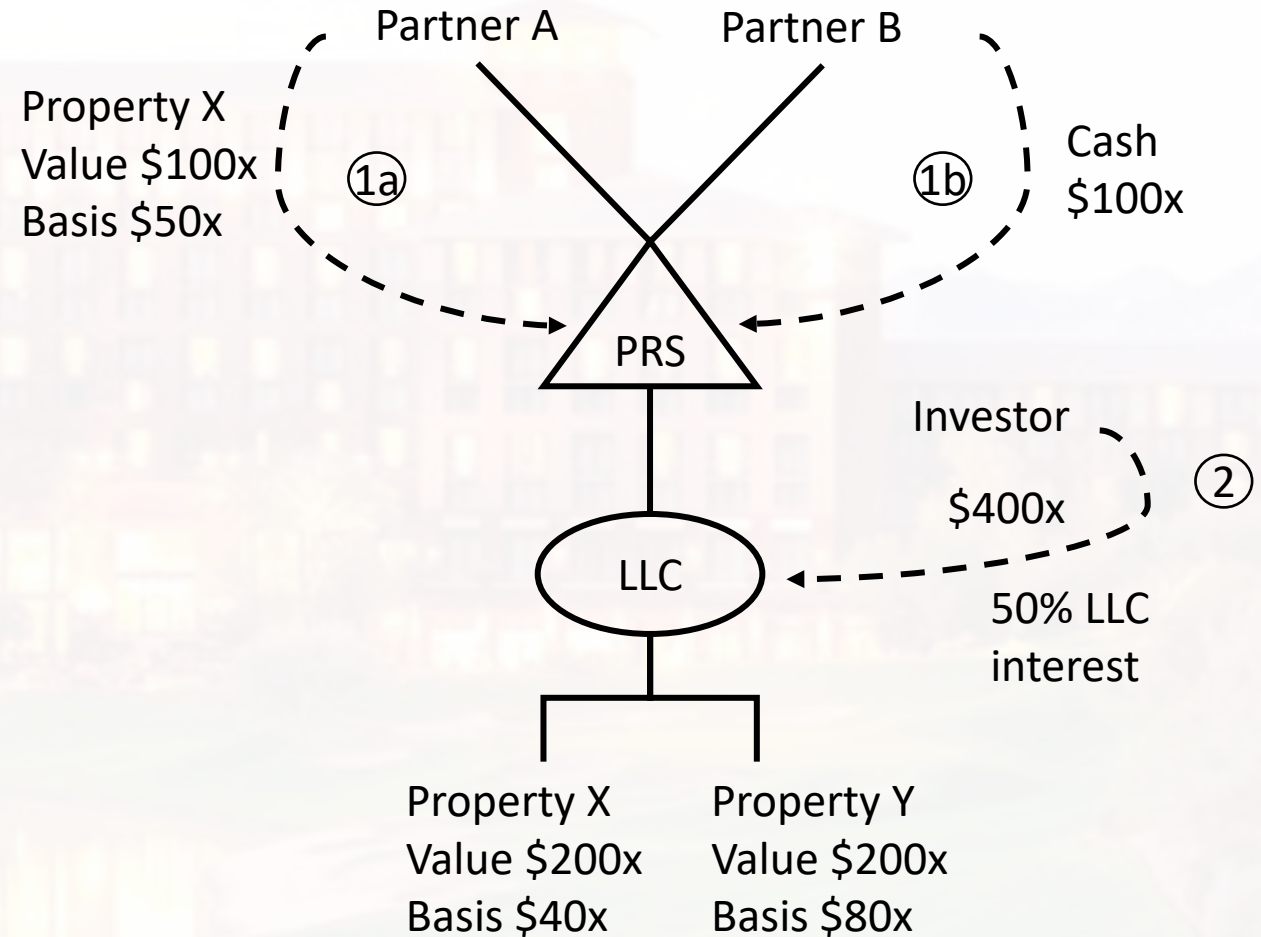 Partner A
Partner B
Property X
Value $100x
Basis $50x
1a
1b
Cash
$100x
PRS
Investor
$400x
2
LLC
50% LLC
interest
Property X
Value $200x
Basis $40x
Property Y
Value $200x
Basis $80x